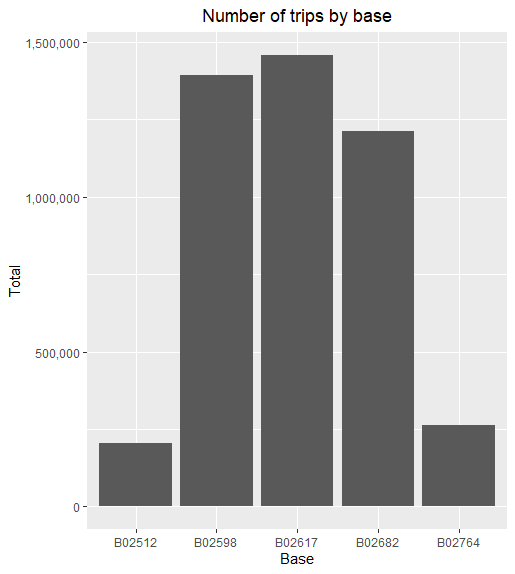 Number of trips by base
1,500,000
1,000,000
500,000
0
Total
B02512 B02598 B02617 B02682 B02764
Base